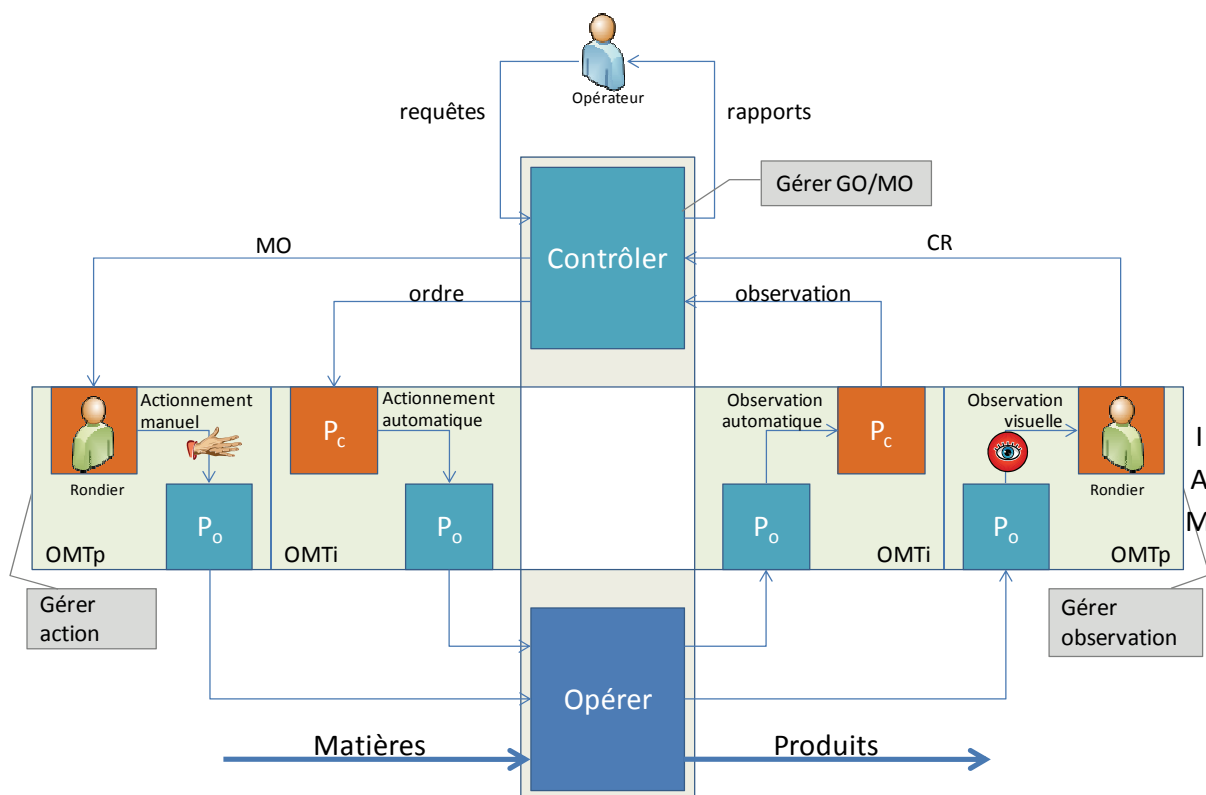 Opérateur
requêtes
rapports
Gérer GO/MO
Contrôler
MO
CR
ordre
observation
Actionnement
manuel
Rondier
Po
OMTp
Actionnement
automatique
Pc
Po
OMTi
Observation
automatique
Pc
Po
OMTi
Observation
visuelle
Rondier
Po
OMTp
I
A
M
Gérer
action
Gérer
observation
Opérer
Matières
Produits